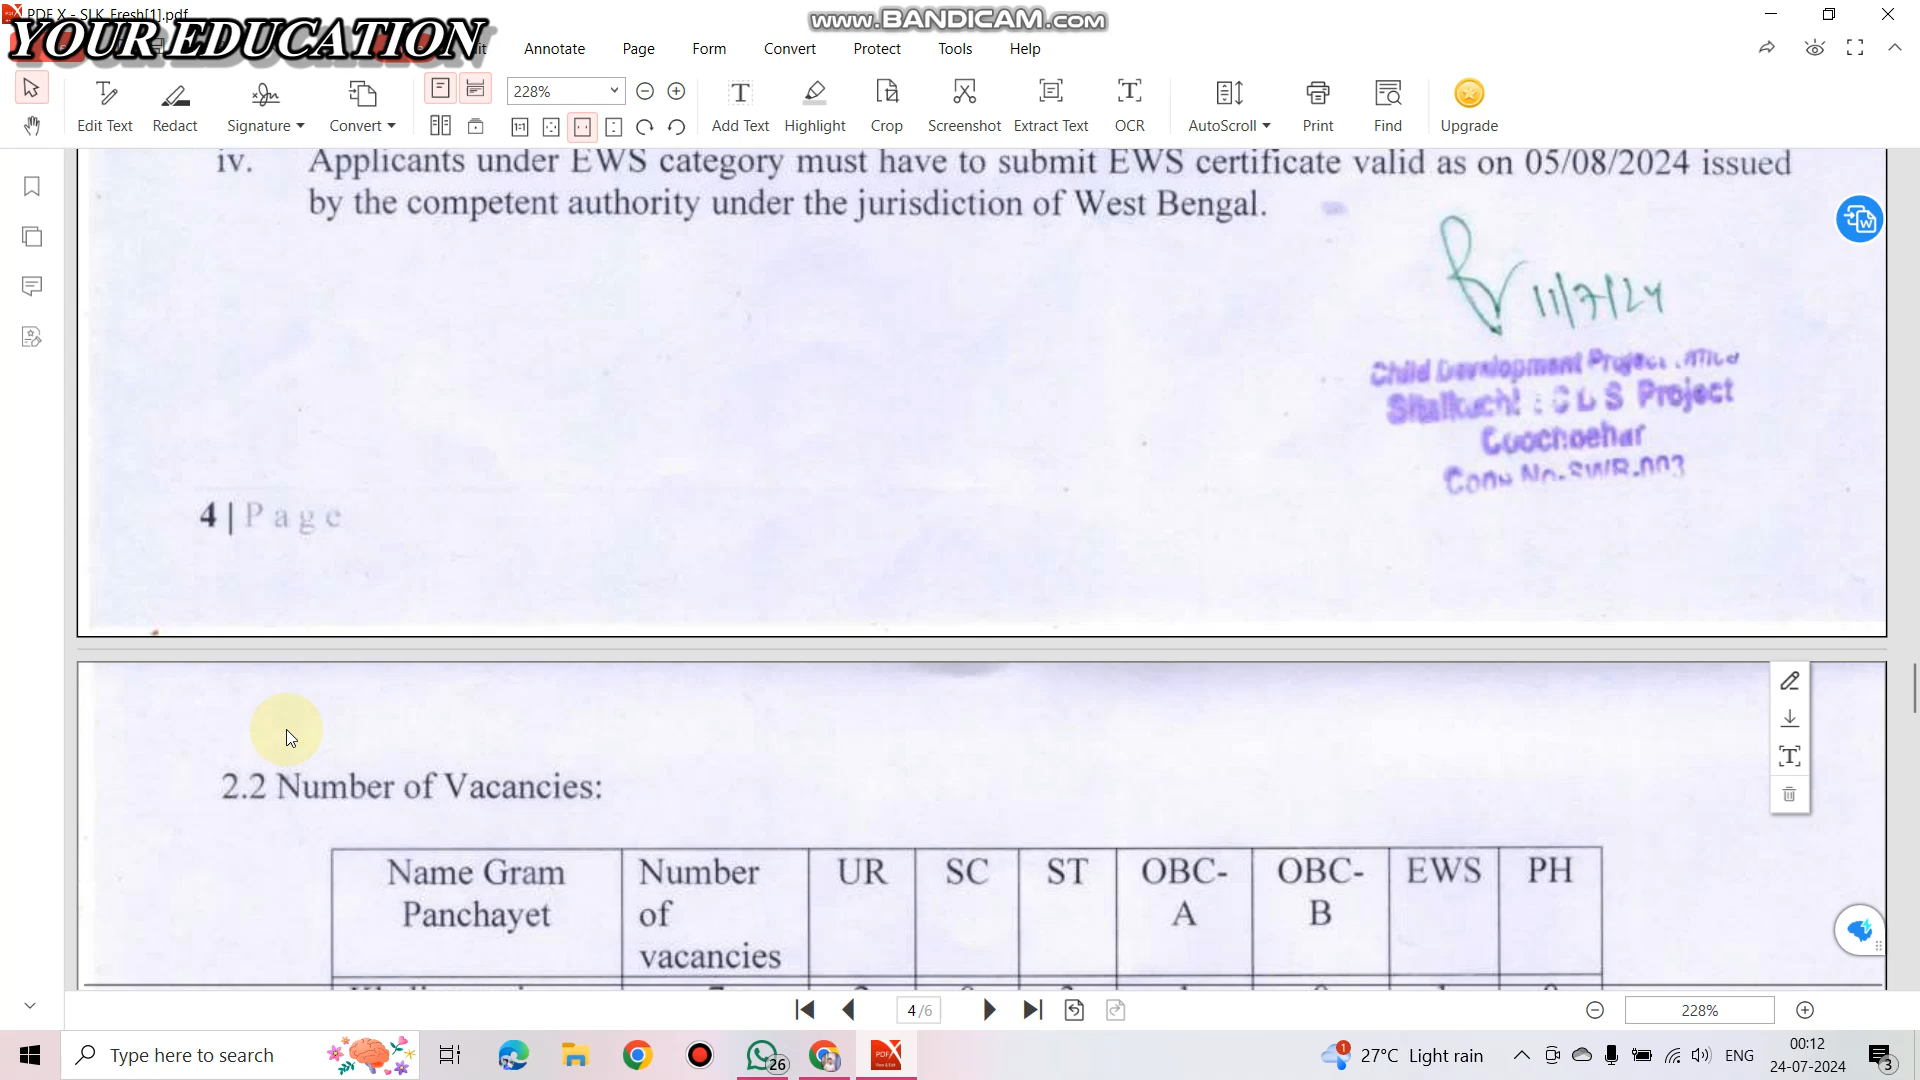 PDF X - SLK_Fresh[1].pdf
YOUR EDUCATION
www.BANDICAM.com
Annotate Page Form Convert Protect Tools Help
228%
Edit Text Redact Signature Convert Add Text Highlight Crop Screenshot Extract Text OCR AutoScroll Print Find Upgrade
iv. Applicants under EWS category must have to submit EWS certificate valid as on 05/08/2024 issued
by the competent authority under the jurisdiction of West Bengal.
11/7/24
Child Development Project
Project
Coochbehar
4 | Page
2.2 Number of Vacancies:
Name Gram Panchayet Number of vacancies UR SC ST OBC-A OBC-B EWS PH
4 /6
228%
Type here to search
26
27°C Light rain
1
ENG
00:12
24-07-2024
3